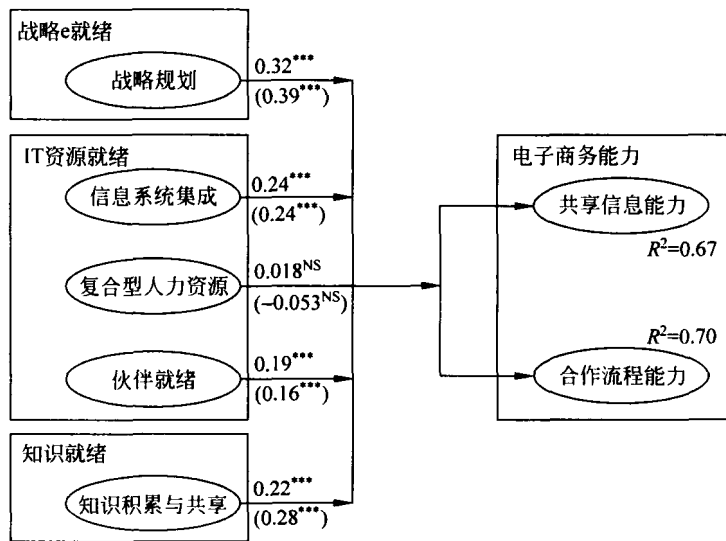 战略e就绪
战略规划
0.32***
(0.39***)
IT资源就绪
信息系统集成
0.24***
(0.24***)
复合型人力资源
0.018NS
(−0.053NS)
伙伴就绪
0.19***
(0.16***)
知识就绪
知识积累与共享
0.22***
(0.28***)
电子商务能力
共享信息能力
R²=0.67
R²=0.70
合作流程能力